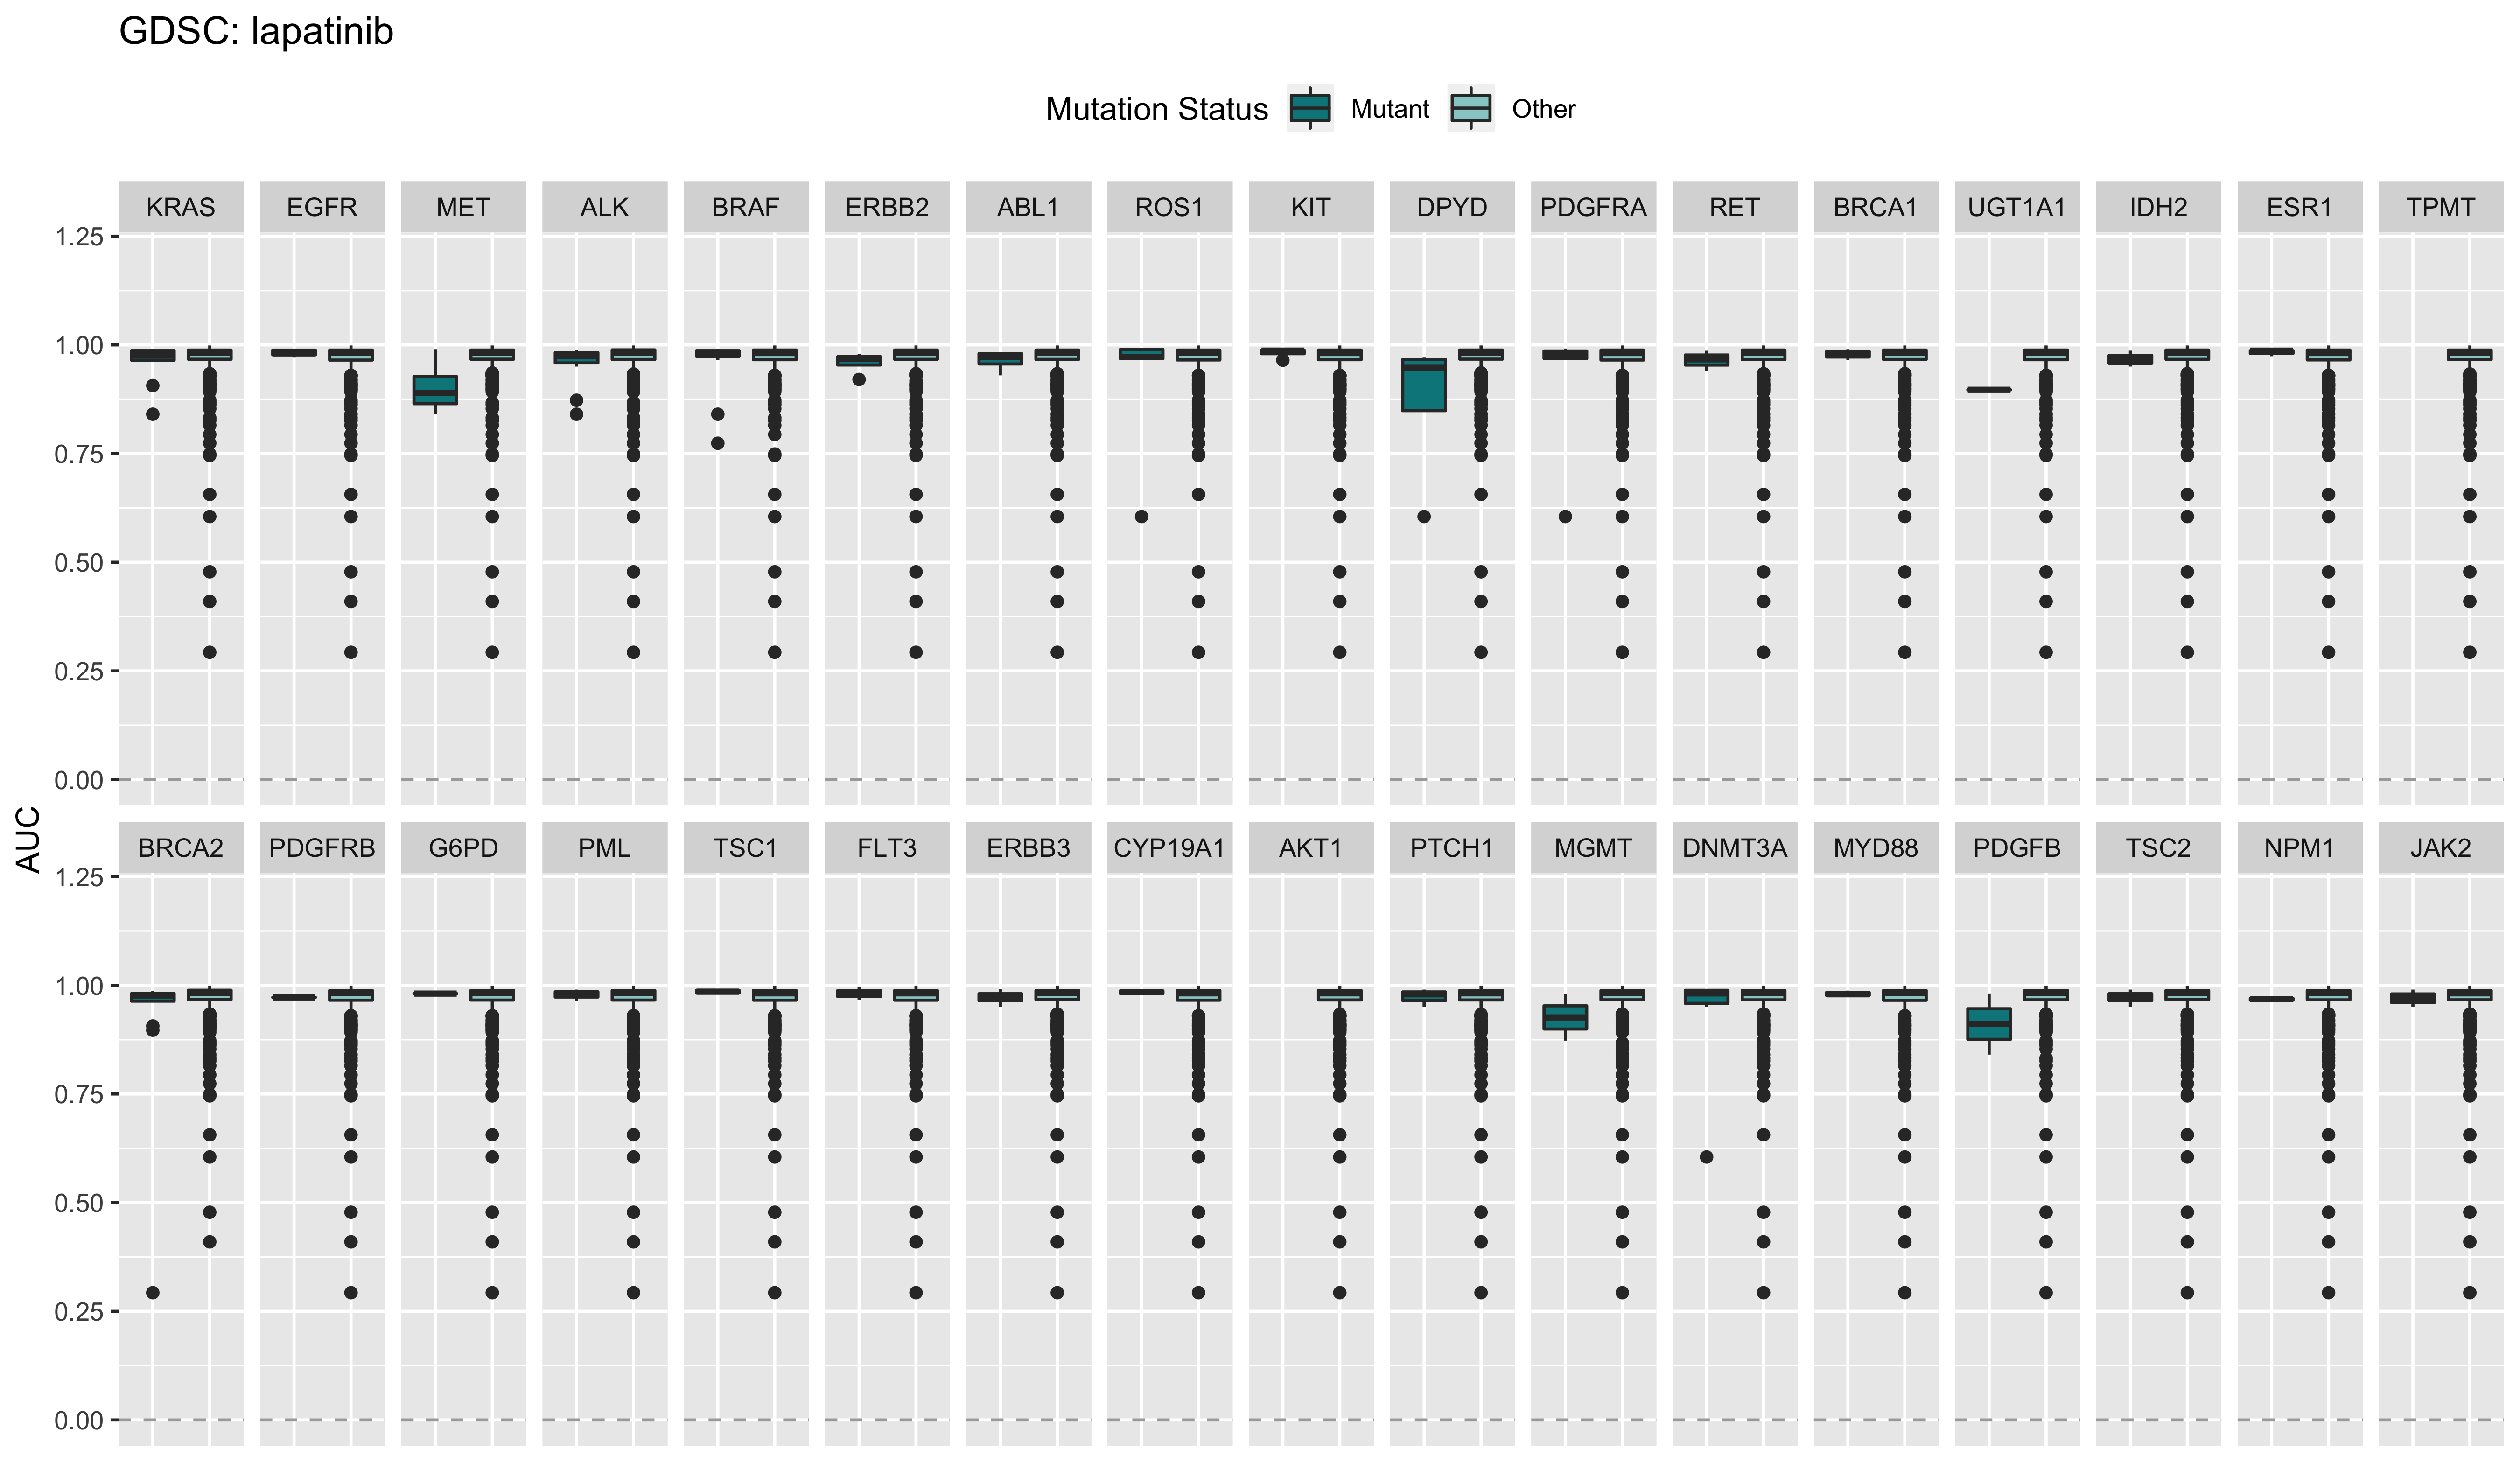 GDSC: lapatinib
Mutation Status Mutant Other
KRAS EGFR MET ALK BRAF ERBB2 ABL1 ROS1 KIT DPYD PDGFRA RET BRCA1 UGT1A1 IDH2 ESR1 TPMT
1.25
1.00
0.75
0.50
0.25
0.00
AUC
BRCA2 PDGFRB G6PD PML TSC1 FLT3 ERBB3 CYP19A1 AKT1 PTCH1 MGMT DNMT3A MYD88 PDGFB TSC2 NPM1 JAK2
1.25
1.00
0.75
0.50
0.25
0.00